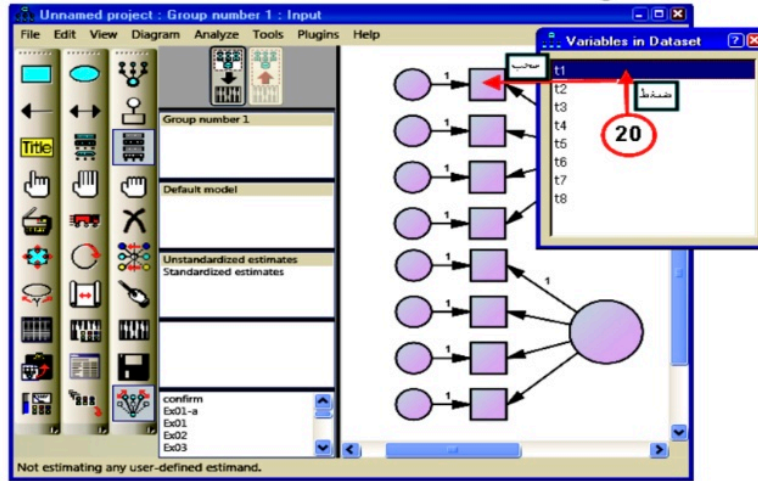 Unnamed project : Group number 1 : Input
File Edit View Diagram Analyze Tools Plugins Help
Title
Group number 1
Default model
Unstandardized estimates
Standardized estimates
confirm
Ex01-a
Ex01
Ex02
Ex03
Not estimating any user-defined estimand.
1
1
1
1
1
1
1
1
1
Variables in Dataset
t1
t2
t3
t4
t5
t6
t7
t8
سحب
ضغط
20